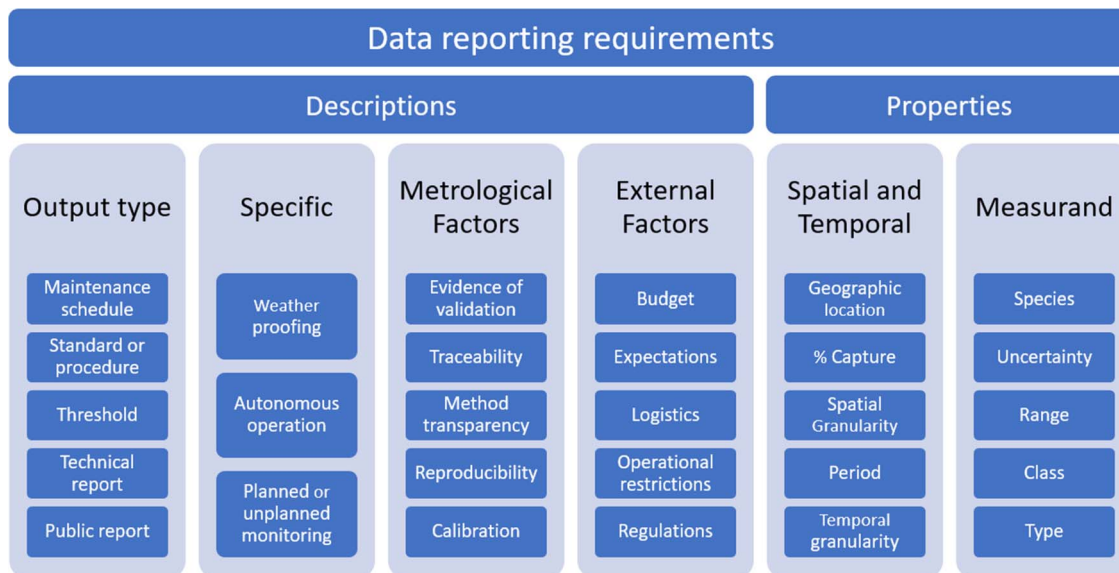 Data reporting requirements
Descriptions
Properties
Output type
Maintenance
schedule
Standard or
procedure
Threshold
Technical
report
Public report
Specific
Weather
proofing
Autonomous
operation
Planned or
unplanned
monitoring
Metrological
Factors
Evidence of
validation
Traceability
Method
transparency
Reproducibility
Calibration
External
Factors
Budget
Expectations
Logistics
Operational
restrictions
Regulations
Spatial and
Temporal
Geographic
location
% Capture
Spatial
Granularity
Period
Temporal
granularity
Measurand
Species
Uncertainty
Range
Class
Type